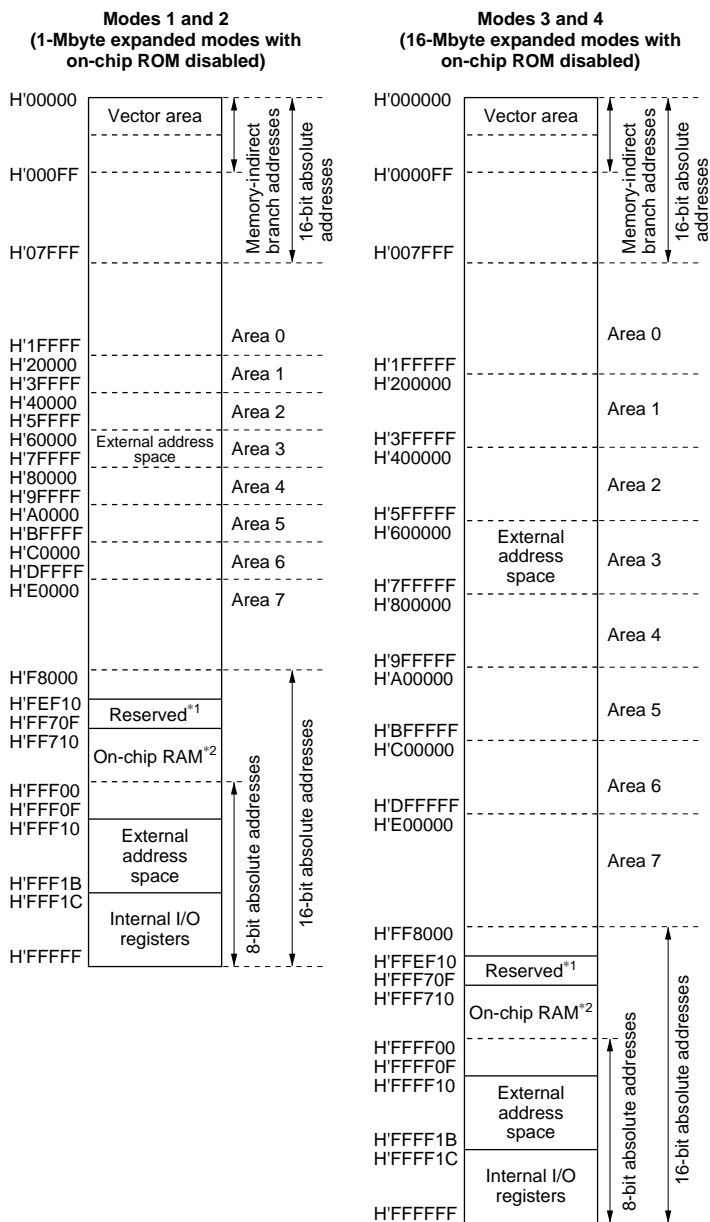 Modes 1 and 2
(1-Mbyte expanded modes with
on-chip ROM disabled)
H'00000
Vector area
H'000FF
H'07FFF
Memory-indirect
branch addresses
16-bit absolute
addresses
H'1FFFF
Area 0
H'20000
H'3FFFF
Area 1
H'40000
H'5FFFF
Area 2
H'60000
H'7FFFF
External address
space
Area 3
H'80000
H'9FFFF
Area 4
H'A0000
H'BFFFF
Area 5
H'C0000
H'DFFFF
Area 6
H'E0000
Area 7
H'F8000
H'FEF10
Reserved*1
H'FF70F
H'FF710
On-chip RAM*2
H'FFF00
H'FFF0F
H'FFF10
External
address
space
H'FFF1B
H'FFF1C
Internal I/O
registers
H'FFFFF
8-bit absolute addresses
16-bit absolute addresses
Modes 3 and 4
(16-Mbyte expanded modes with
on-chip ROM disabled)
H'000000
Vector area
H'0000FF
H'007FFF
Memory-indirect
branch addresses
16-bit absolute
addresses
Area 0
H'1FFFFF
H'200000
Area 1
H'3FFFFF
H'400000
Area 2
H'5FFFFF
H'600000
External
address
space
Area 3
H'7FFFFF
H'800000
Area 4
H'9FFFFF
H'A00000
Area 5
H'BFFFFF
H'C00000
Area 6
H'DFFFFF
H'E00000
Area 7
H'FF8000
H'FFEF10
Reserved*1
H'FFF70F
H'FFF710
On-chip RAM*2
H'FFFF00
H'FFFF0F
H'FFFF10
External
address
space
H'FFFF1B
H'FFFF1C
Internal I/O
registers
H'FFFFFF
8-bit absolute addresses
16-bit absolute addresses